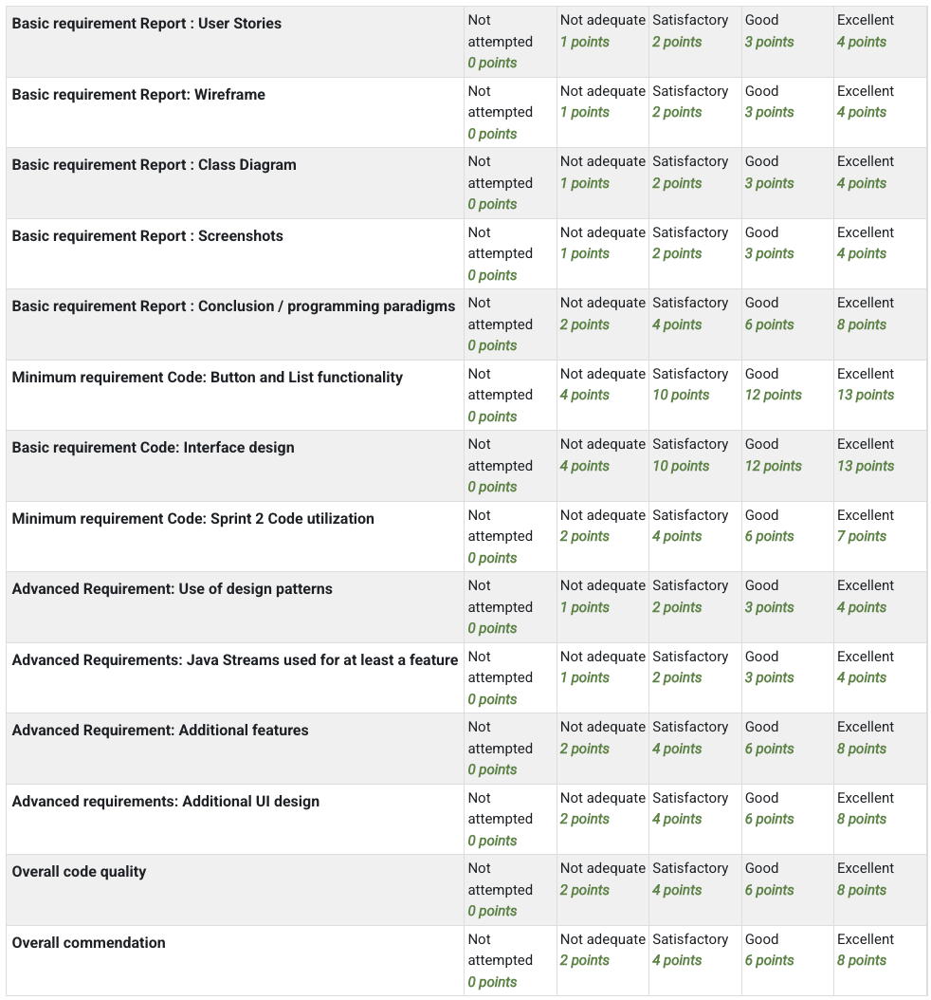 Basic requirement Report : User Stories
Not attempted 0 points
Not adequate 1 points
Satisfactory 2 points
Good 3 points
Excellent 4 points
Basic requirement Report: Wireframe
Not attempted 0 points
Not adequate 1 points
Satisfactory 2 points
Good 3 points
Excellent 4 points
Basic requirement Report : Class Diagram
Not attempted 0 points
Not adequate 1 points
Satisfactory 2 points
Good 3 points
Excellent 4 points
Basic requirement Report : Screenshots
Not attempted 0 points
Not adequate 1 points
Satisfactory 2 points
Good 3 points
Excellent 4 points
Basic requirement Report : Conclusion / programming paradigms
Not attempted 0 points
Not adequate 2 points
Satisfactory 4 points
Good 6 points
Excellent 8 points
Minimum requirement Code: Button and List functionality
Not attempted 0 points
Not adequate 4 points
Satisfactory 10 points
Good 12 points
Excellent 13 points
Basic requirement Code: Interface design
Not attempted 0 points
Not adequate 4 points
Satisfactory 10 points
Good 12 points
Excellent 13 points
Minimum requirement Code: Sprint 2 Code utilization
Not attempted 0 points
Not adequate 2 points
Satisfactory 4 points
Good 6 points
Excellent 7 points
Advanced Requirement: Use of design patterns
Not attempted 0 points
Not adequate 1 points
Satisfactory 2 points
Good 3 points
Excellent 4 points
Advanced Requirements: Java Streams used for at least a feature
Not attempted 0 points
Not adequate 1 points
Satisfactory 2 points
Good 3 points
Excellent 4 points
Advanced Requirement: Additional features
Not attempted 0 points
Not adequate 2 points
Satisfactory 4 points
Good 6 points
Excellent 8 points
Advanced requirements: Additional UI design
Not attempted 0 points
Not adequate 2 points
Satisfactory 4 points
Good 6 points
Excellent 8 points
Overall code quality
Not attempted 0 points
Not adequate 2 points
Satisfactory 4 points
Good 6 points
Excellent 8 points
Overall commendation
Not attempted 0 points
Not adequate 2 points
Satisfactory 4 points
Good 6 points
Excellent 8 points